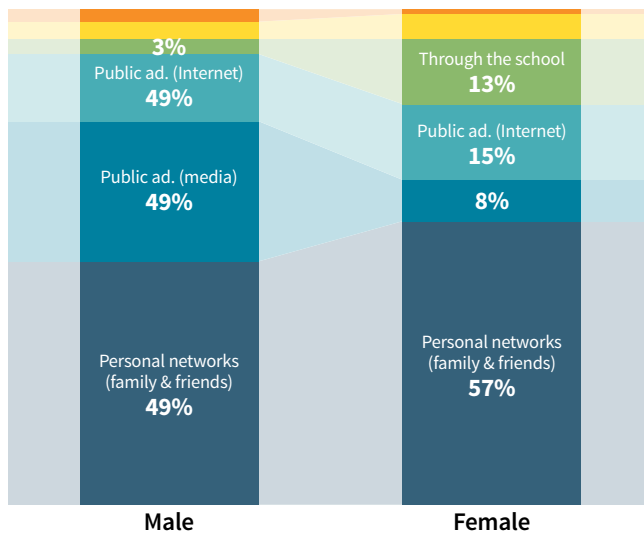 3%
Public ad. (Internet)
49%
Public ad. (media)
49%
Personal networks
(family & friends)
49%
Male
Through the school
13%
Public ad. (Internet)
15%
8%
Personal networks
(family & friends)
57%
Female